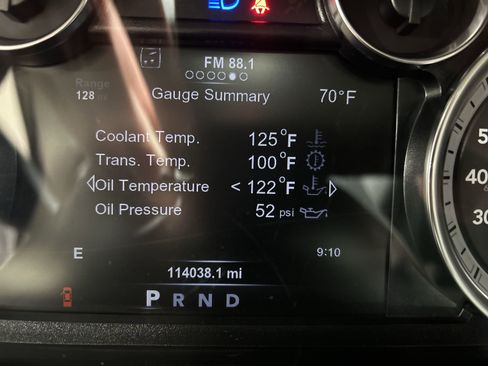 FM 88.1
Range
128 mi
Gauge Summary 70°F
Coolant Temp. 125°F
Trans. Temp. 100°F
Oil Temperature < 122°F
Oil Pressure 52 psi
E 9:10
114038.1 mi
P R N D
40
30